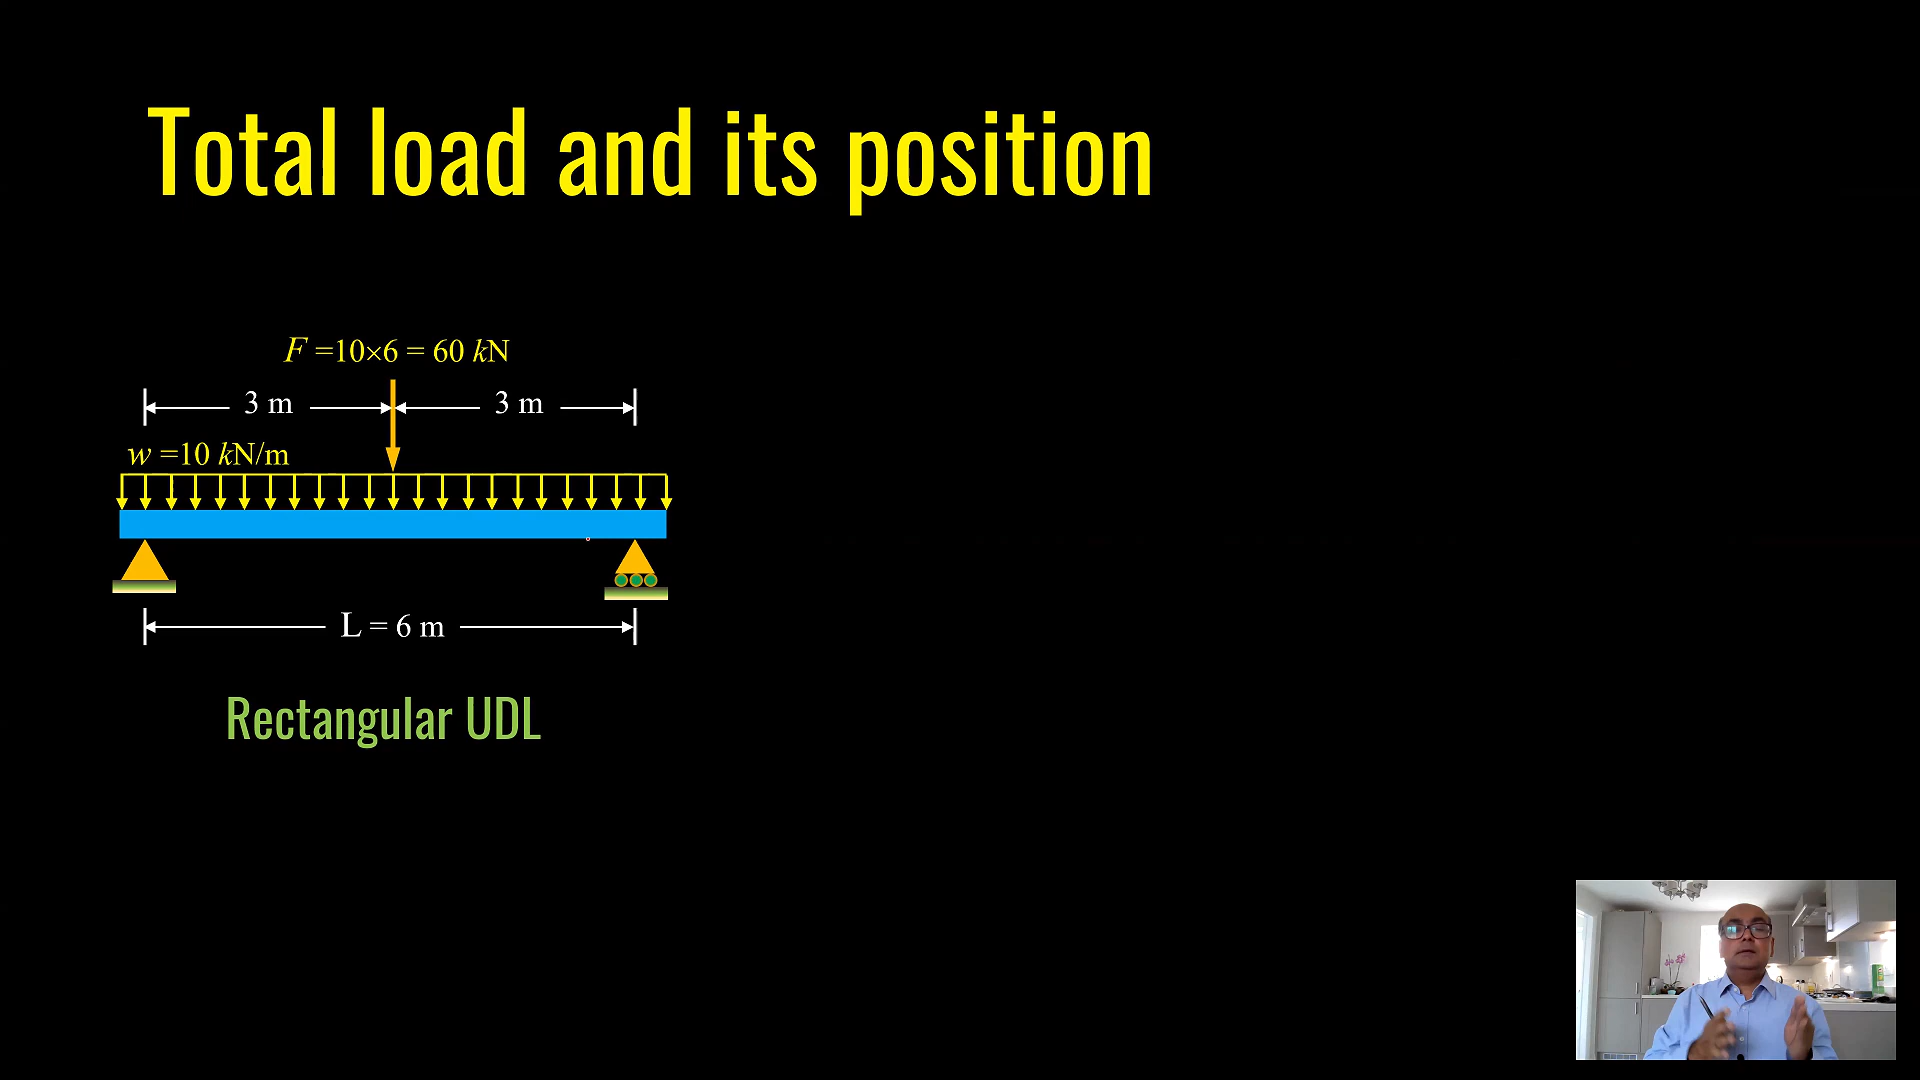 Total load and its position
F =10×6 = 60 kN
3 m 3 m
w =10 kN/m
L = 6 m
Rectangular UDL